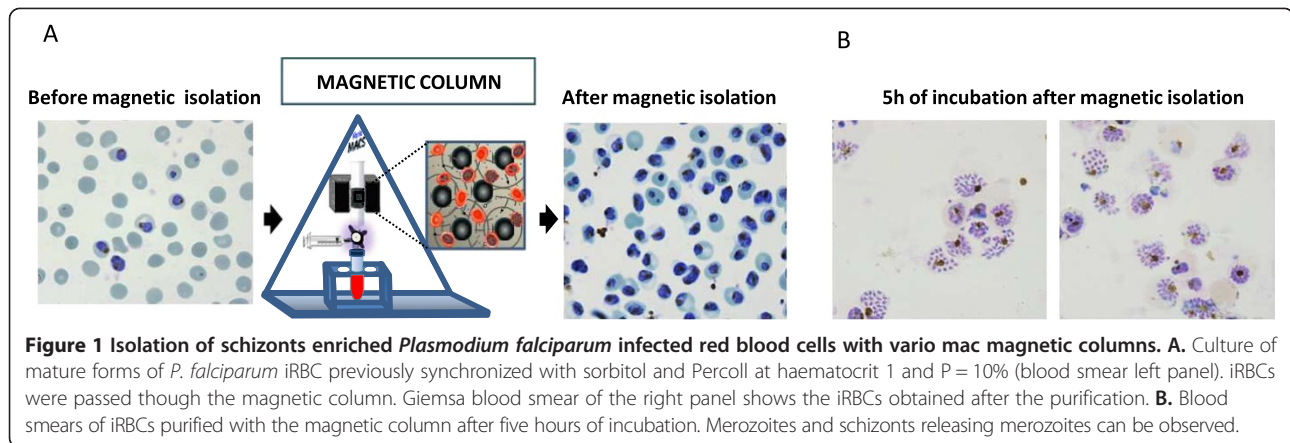 A
B
MAGNETIC COLUMN
Before magnetic isolation
After magnetic isolation
5h of incubation after magnetic isolation
MACS
Figure 1 Isolation of schizonts enriched Plasmodium falciparum infected red blood cells with vario mac magnetic columns. A. Culture of
mature forms of P. falciparum iRBC previously synchronized with sorbitol and Percoll at haematocrit 1 and P = 10% (blood smear left panel). iRBCs
were passed though the magnetic column. Giemsa blood smear of the right panel shows the iRBCs obtained after the purification. B. Blood
smears of iRBCs purified with the magnetic column after five hours of incubation. Merozoites and schizonts releasing merozoites can be observed.